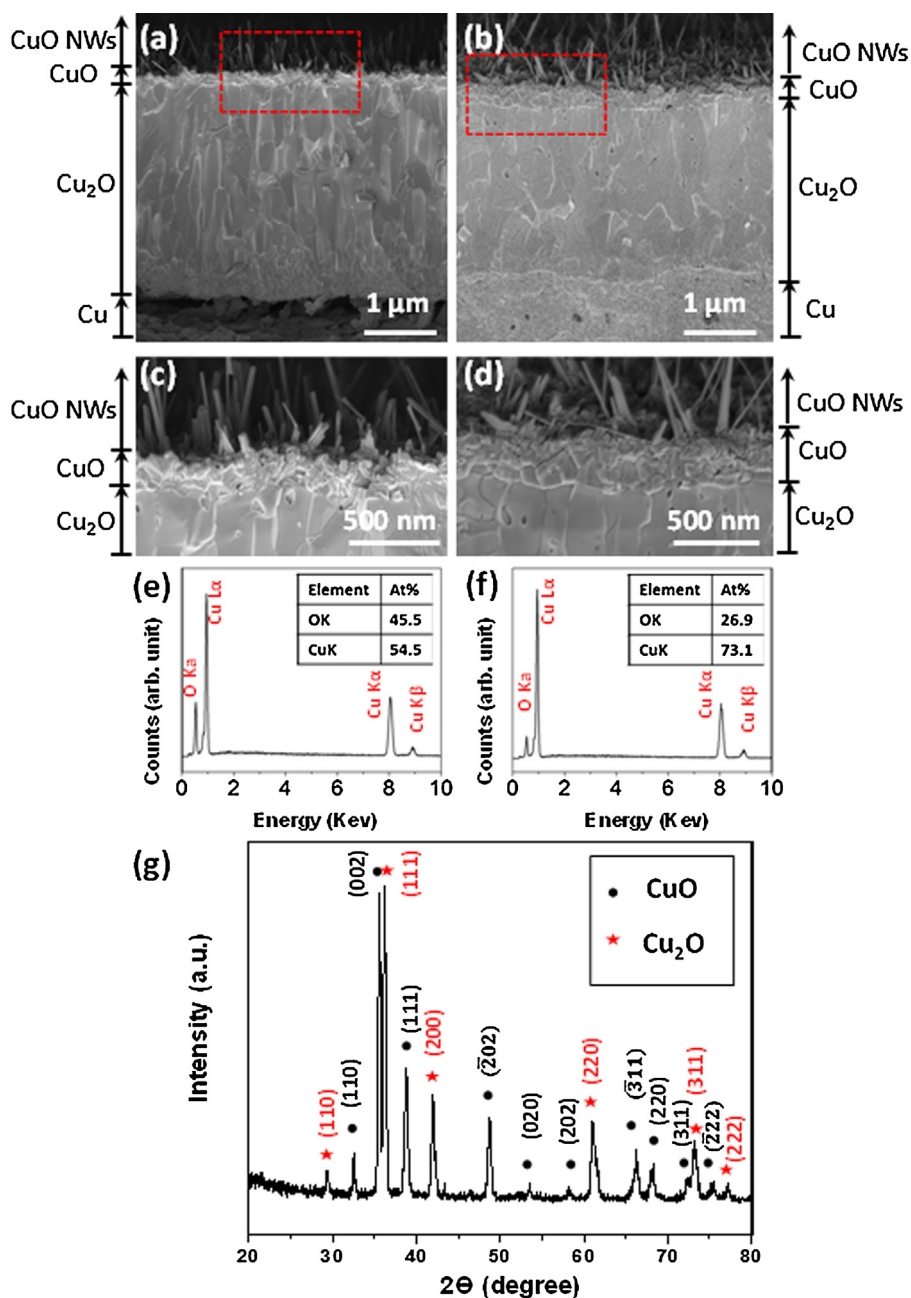 (a)
(b)
CuO NWs
CuO
Cu₂O
Cu
1 μm
1 μm
CuO NWs
CuO
Cu₂O
Cu
(c)
(d)
CuO NWs
CuO
Cu₂O
500 nm
500 nm
CuO NWs
CuO
Cu₂O
(e)
Counts (arb. unit)
O Ka
Cu Lα
Cu Kα
Cu Kβ
Element At%
OK 45.5
CuK 54.5
0 2 4 6 8 10
Energy (Kev)
(f)
Counts (arb. unit)
O Ka
Cu Lα
Cu Kα
Cu Kβ
Element At%
OK 26.9
CuK 73.1
0 2 4 6 8 10
Energy (Kev)
(g)
Intensity (a.u.)
(110)
(110)
(002)
(111)
(111)
(200)
(2̅02)
(020)
(202)
(220)
(3̅11)
(220)
(311)
(311)
(2̅22)
(222)
CuO
Cu₂O
20 30 40 50 60 70 80
2ϴ (degree)